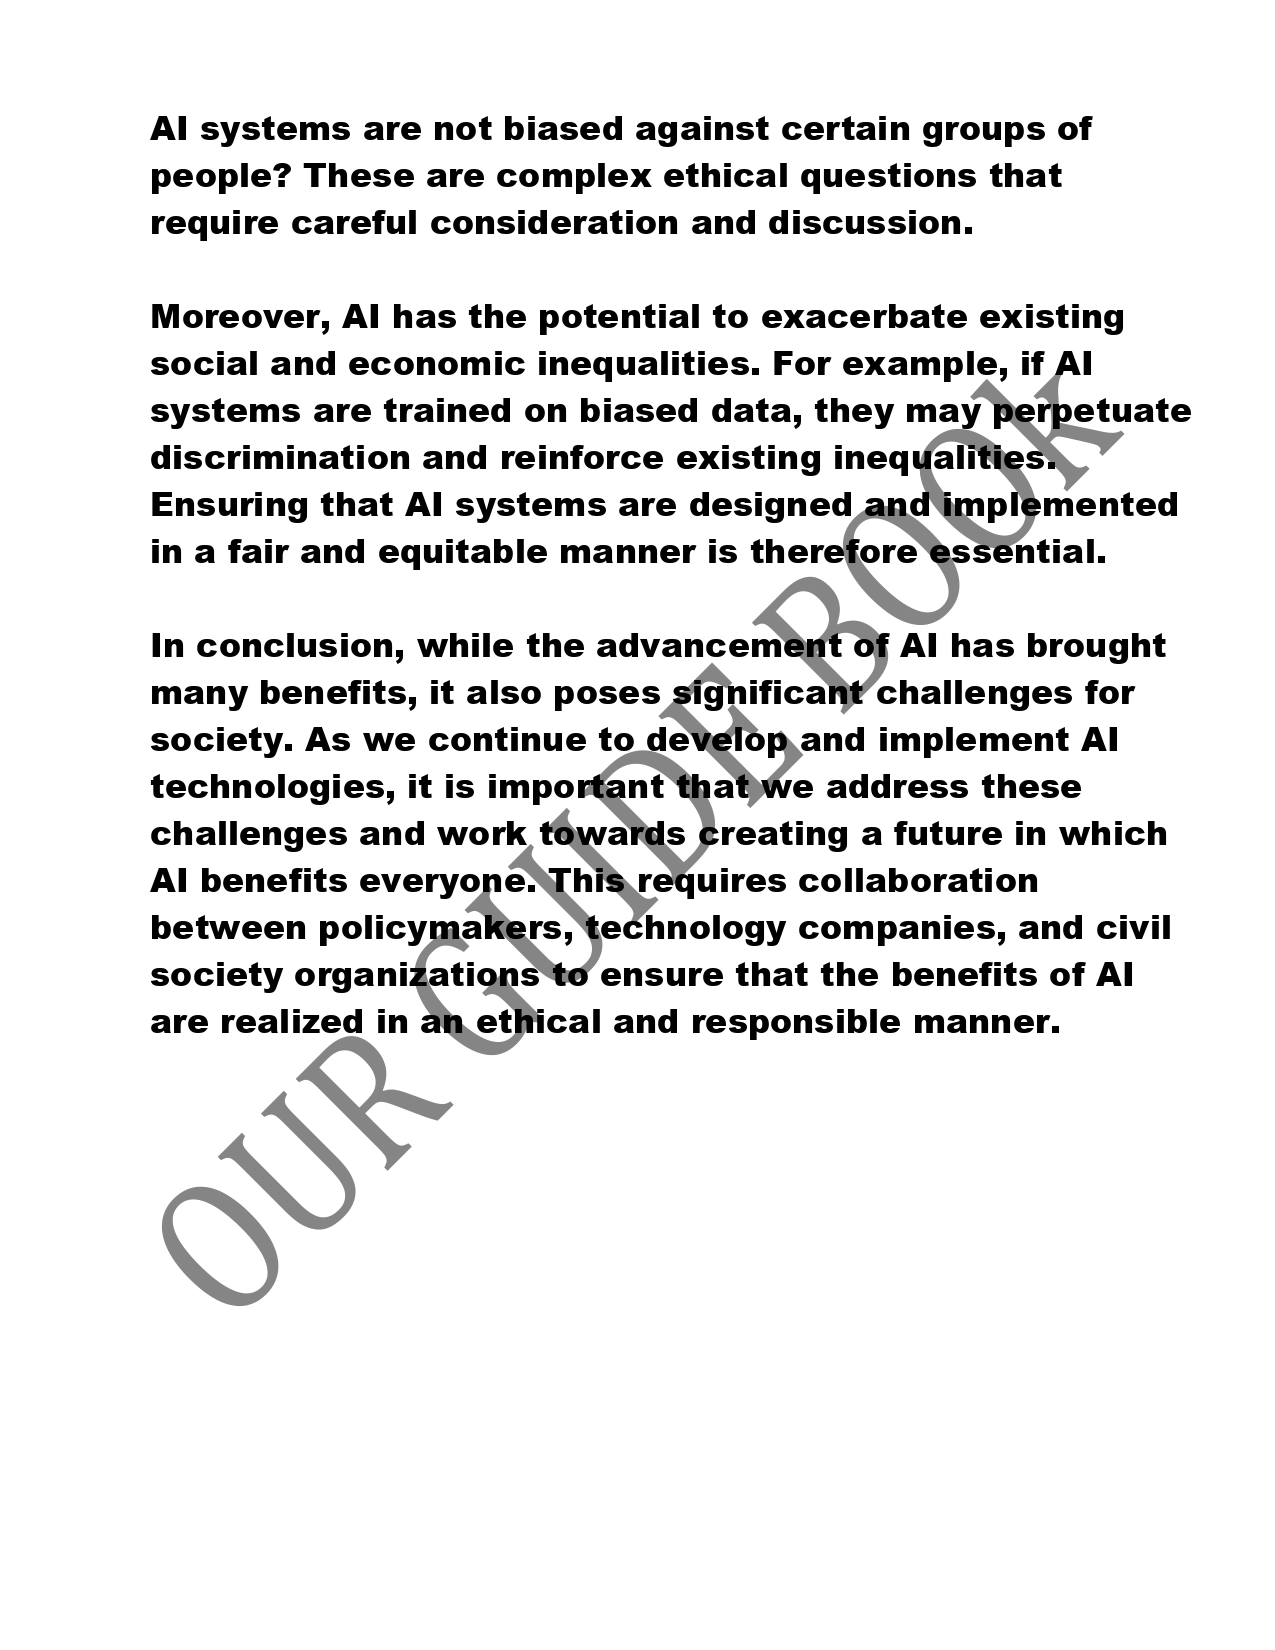 AI systems are not biased against certain groups of
people? These are complex ethical questions that
require careful consideration and discussion.
Moreover, AI has the potential to exacerbate existing
social and economic inequalities. For example, if AI
systems are trained on biased data, they may perpetuate
discrimination and reinforce existing inequalities.
Ensuring that AI systems are designed and implemented
in a fair and equitable manner is therefore essential.
In conclusion, while the advancement of AI has brought
many benefits, it also poses significant challenges for
society. As we continue to develop and implement AI
technologies, it is important that we address these
challenges and work towards creating a future in which
AI benefits everyone. This requires collaboration
between policymakers, technology companies, and civil
society organizations to ensure that the benefits of AI
are realized in an ethical and responsible manner.
OUR GUIDE BOOk